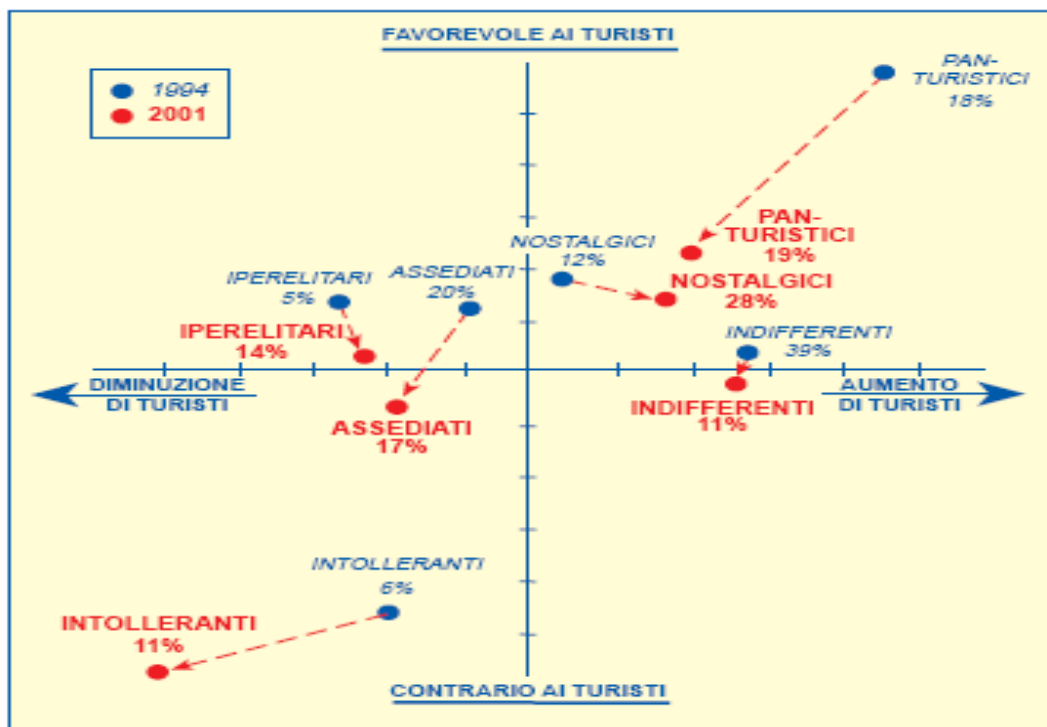 FAVOREVOLE AI TURISTI
1994
2001
PAN-
TURISTICI
18%
PAN-
TURISTICI
19%
NOSTALGICI
12%
NOSTALGICI
28%
IPERELITARI
5%
ASSEDIATI
20%
IPERELITARI
14%
INDIFFERENTI
39%
DIMINUZIONE
DI TURISTI
AUMENTO
DI TURISTI
ASSEDIATI
17%
INDIFFERENTI
11%
INTOLLERANTI
6%
INTOLLERANTI
11%
CONTRARIO AI TURISTI